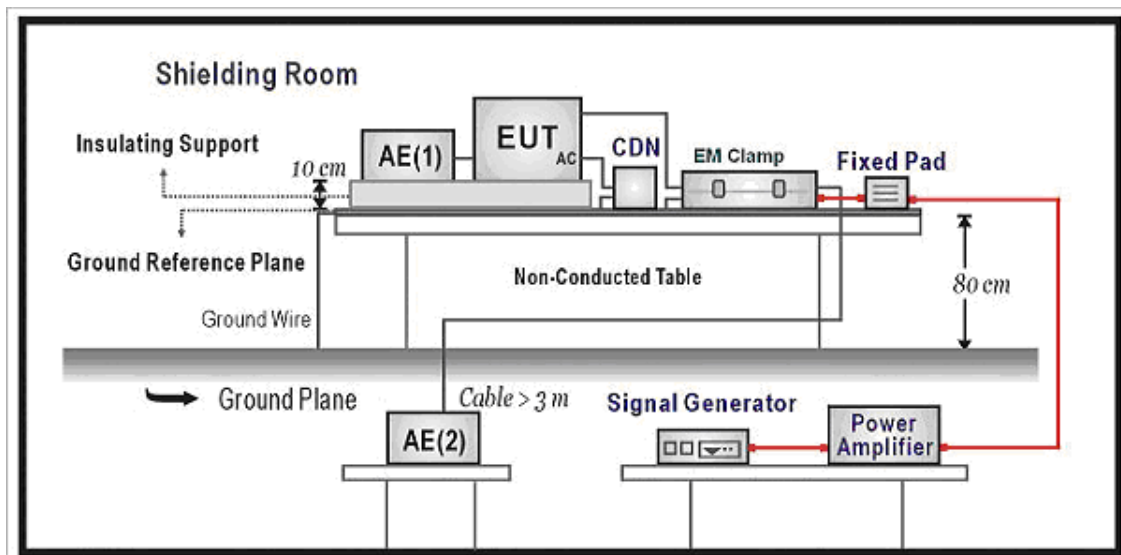 Shielding Room
Insulating Support
10 cm
AE(1)
EUT
AC
CDN
EM Clamp
Fixed Pad
Ground Reference Plane
Non-Conducted Table
80 cm
Ground Wire
Ground Plane
Cable > 3 m
Signal Generator
AE(2)
Power
Amplifier